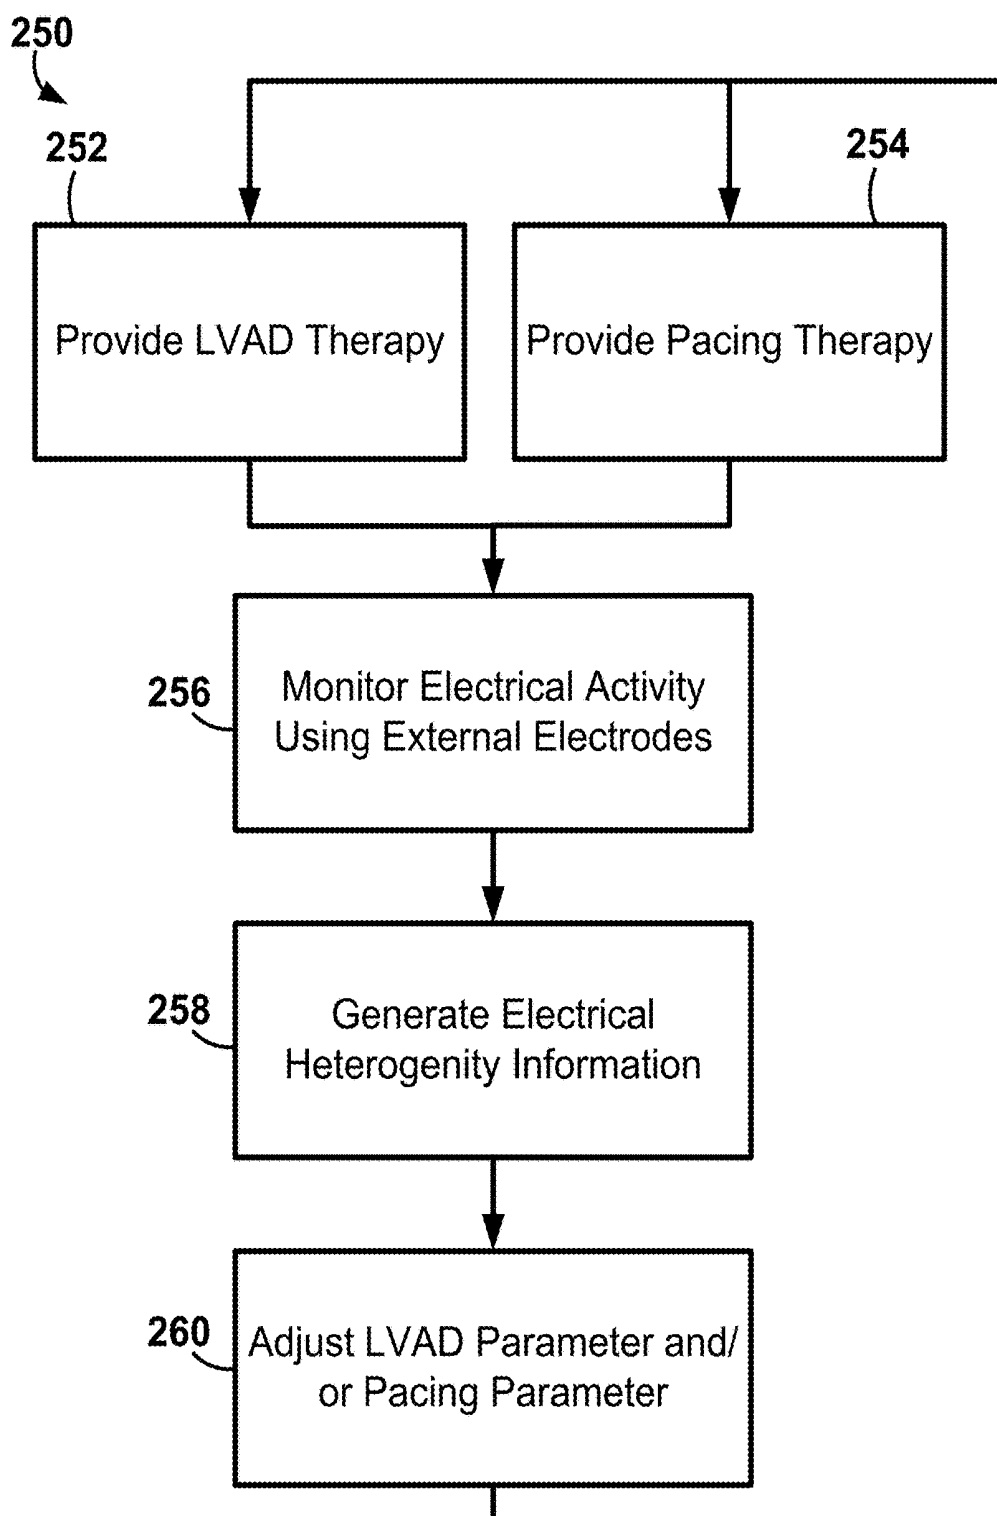 250
252
254
Provide LVAD Therapy
Provide Pacing Therapy
256
Monitor Electrical Activity
Using External Electrodes
258
Generate Electrical
Heterogenity Information
260
Adjust LVAD Parameter and/
or Pacing Parameter